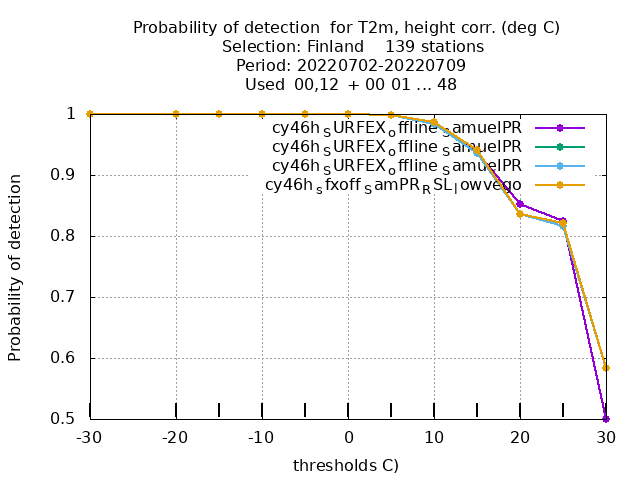 Probability of detection for T2m, height corr. (deg C)
Selection: Finland 139 stations
Period: 20220702-20220709
Used 00,12 + 00 01 ... 48
cy46h_SURFEX_offline_SamuelPR
cy46h_SURFEX_offline_SamuelPR
cy46h_SURFEX_offline_SamuelPR
cy46h_sfxoff_SamPR_RSL_lowvego
1
0.9
0.8
0.7
0.6
0.5
Probability of detection
-30 -20 -10 0 10 20 30
thresholds C)